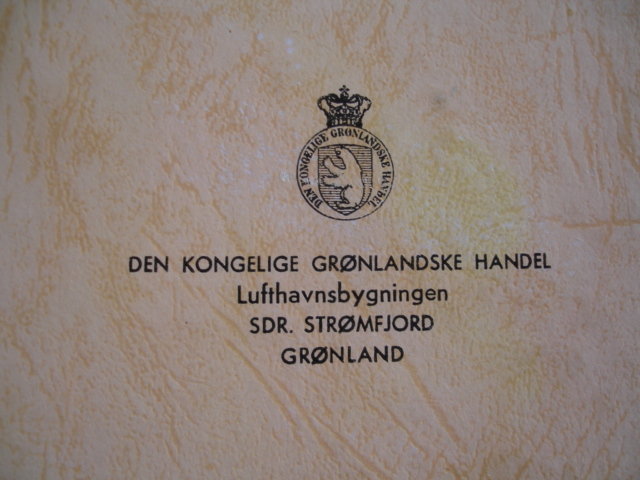 DEN KONGELIGE GRØNLANDSKE HANDEL
DEN KONGELIGE GRØNLANDSKE HANDEL
Lufthavnsbygningen
SDR. STRØMFJORD
GRØNLAND